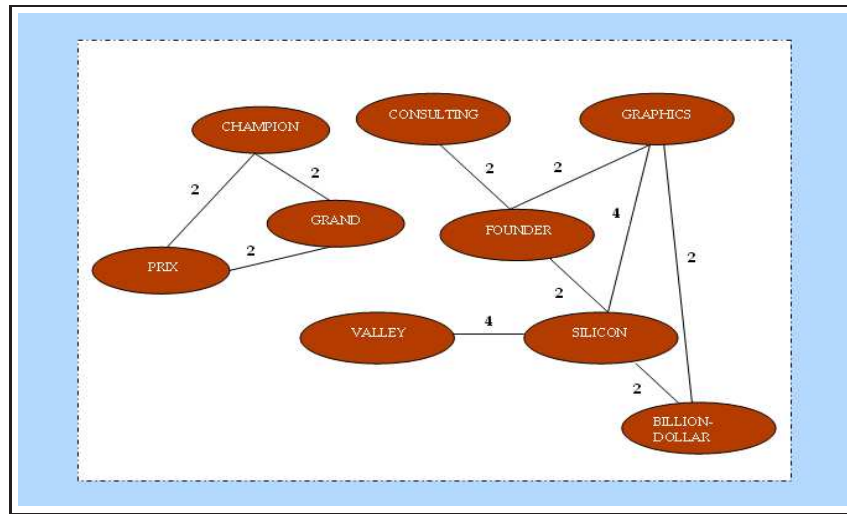 CONSULTING
GRAPHICS
CHAMPION
2
2
2
2
GRAND
4
FOUNDER
2
2
PRIX
2
4
VALLEY
SILICON
2
BILLION-
DOLLAR